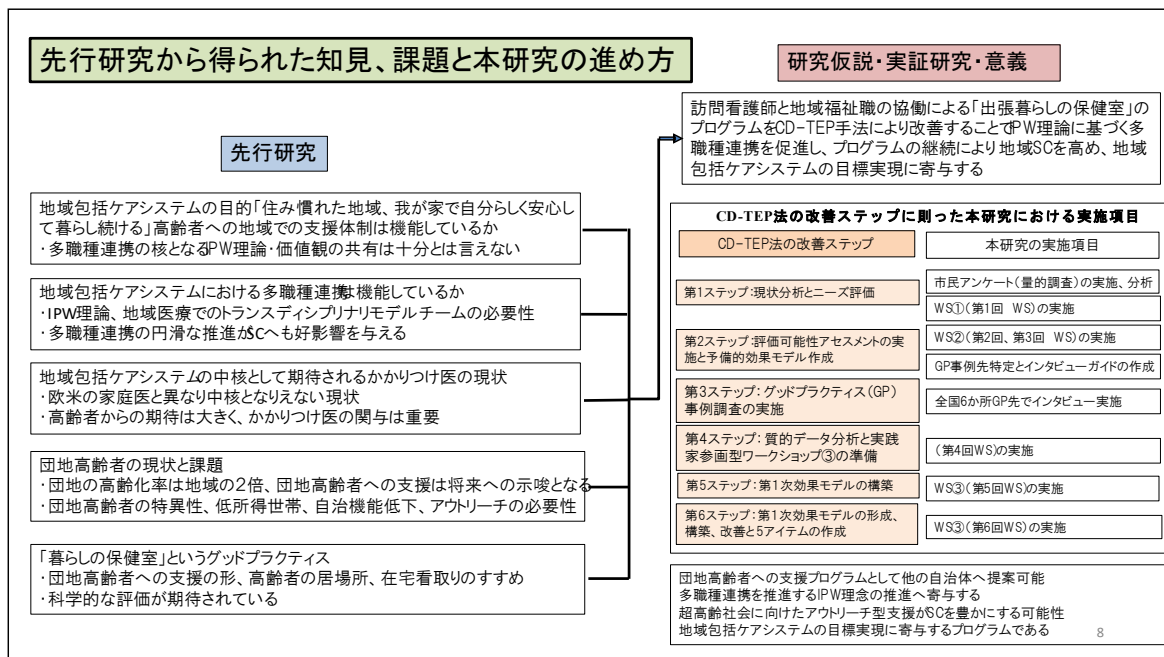 先行研究から得られた知見、課題と本研究の進め方
先行研究
地域包括ケアシステムの目的「住み慣れた地域、我が家で自分らしく安心し
て暮らし続ける」高齢者への地域での支援体制は機能しているか
・多職種連携の核となるIPW理論・価値観の共有は十分とは言えない
地域包括ケアシステムにおける多職種連携は機能しているか
・IPW理論、地域医療でのトランスディシプリナリモデルチームの必要性
・多職種連携の円滑な推進がSCへも好影響を与える
地域包括ケアシステムの中核として期待されるかかりつけ医の現状
・欧米の家庭医と異なり中核となりえない現状
・高齢者からの期待は大きく、かかりつけ医の関与は重要
団地高齢者の現状と課題
・団地の高齢化率は地域の2倍、団地高齢者への支援は将来への示唆となる
・団地高齢者の特異性、低所得世帯、自治機能低下、アウトリーチの必要性
「暮らしの保健室」というグッドプラクティス
・団地高齢者への支援の形、高齢者の居場所、在宅看取りのすすめ
・科学的な評価が期待されている
研究仮説・実証研究・意義
訪問看護師と地域福祉職の協働による「出張暮らしの保健室」の
プログラムをCD-TEP手法により改善することでIPW理論に基づく多
職種連携を促進し、プログラムの継続により地域SCを高め、地域
包括ケアシステムの目標実現に寄与する
CD-TEP法の改善ステップに則った本研究における実施項目
CD-TEP法の改善ステップ
本研究の実施項目
第1ステップ:現状分析とニーズ評価
市民アンケート(量的調査)の実施、分析
WS①(第1回 WS)の実施
第2ステップ:評価可能性アセスメントの実
施と予備的効果モデル作成
WS②(第2回、第3回 WS)の実施
GP事例先特定とインタビューガイドの作成
第3ステップ:グッドプラクティス(GP)
事例調査の実施
全国6か所GP先でインタビュー実施
第4ステップ:質的データ分析と実践
家参画型ワークショップ③の準備
(第4回WS)の実施
第5ステップ:第1次効果モデルの構築
WS③(第5回WS)の実施
第6ステップ:第1次効果モデルの形成、
構築、改善と5アイテムの作成
WS③(第6回WS)の実施
団地高齢者への支援プログラムとして他の自治体へ提案可能
多職種連携を推進するIPW理念の推進へ寄与する
超高齢社会に向けたアウトリーチ型支援がSCを豊かにする可能性
地域包括ケアシステムの目標実現に寄与するプログラムである
8